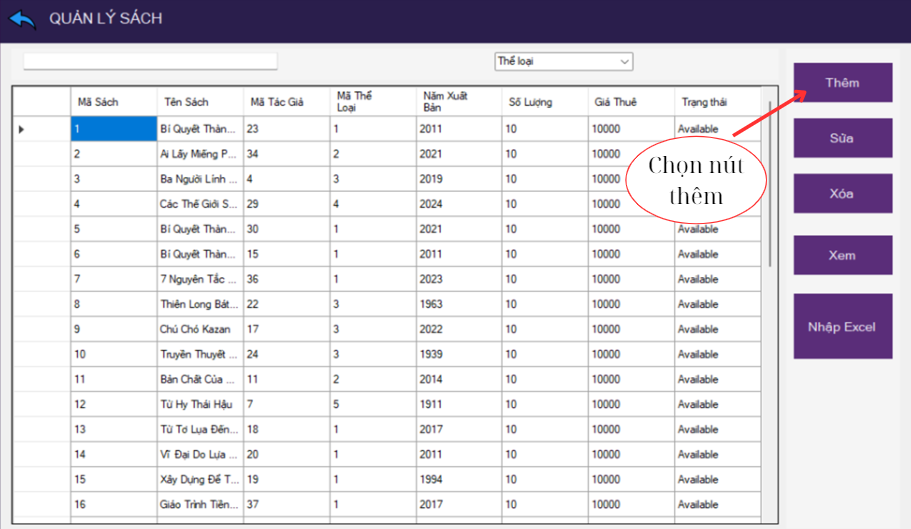 QUẢN LÝ SÁCH
Thể loại
Thêm
Sửa
Xóa
Xem
Nhập Excel
Chọn nút
thêm
Mã Sách Tên Sách Mã Tác Giả Mã Thể Loại Năm Xuất Bản Số Lượng Giá Thuê Trạng thái
1 Bí Quyết Thàn... 23 1 2011 10 10000 Available
2 Ai Lấy Miếng P... 34 2 2021 10 10000
3 Ba Người Lính ... 4 3 2019 10 10000
4 Các Thế Giới S... 29 4 2024 10 10000
5 Bí Quyết Thàn... 30 1 2021 10 10000 Available
6 Bí Quyết Thàn... 15 1 2011 10 10000 Available
7 7 Nguyên Tắc ... 36 1 2023 10 10000 Available
8 Thiên Long Bát... 22 3 1963 10 10000 Available
9 Chú Chó Kazan 17 3 2022 10 10000 Available
10 Truyền Thuyết ... 24 3 1939 10 10000 Available
11 Bản Chất Của ... 11 2 2014 10 10000 Available
12 Từ Hy Thái Hậu 7 5 1911 10 10000 Available
13 Từ Tơ Lụa Đến... 18 1 2017 10 10000 Available
14 Vĩ Đại Do Lựa ... 20 1 2011 10 10000 Available
15 Xây Dựng Để T... 19 1 1994 10 10000 Available
16 Giáo Trình Tiền... 37 1 2017 10 10000 Available